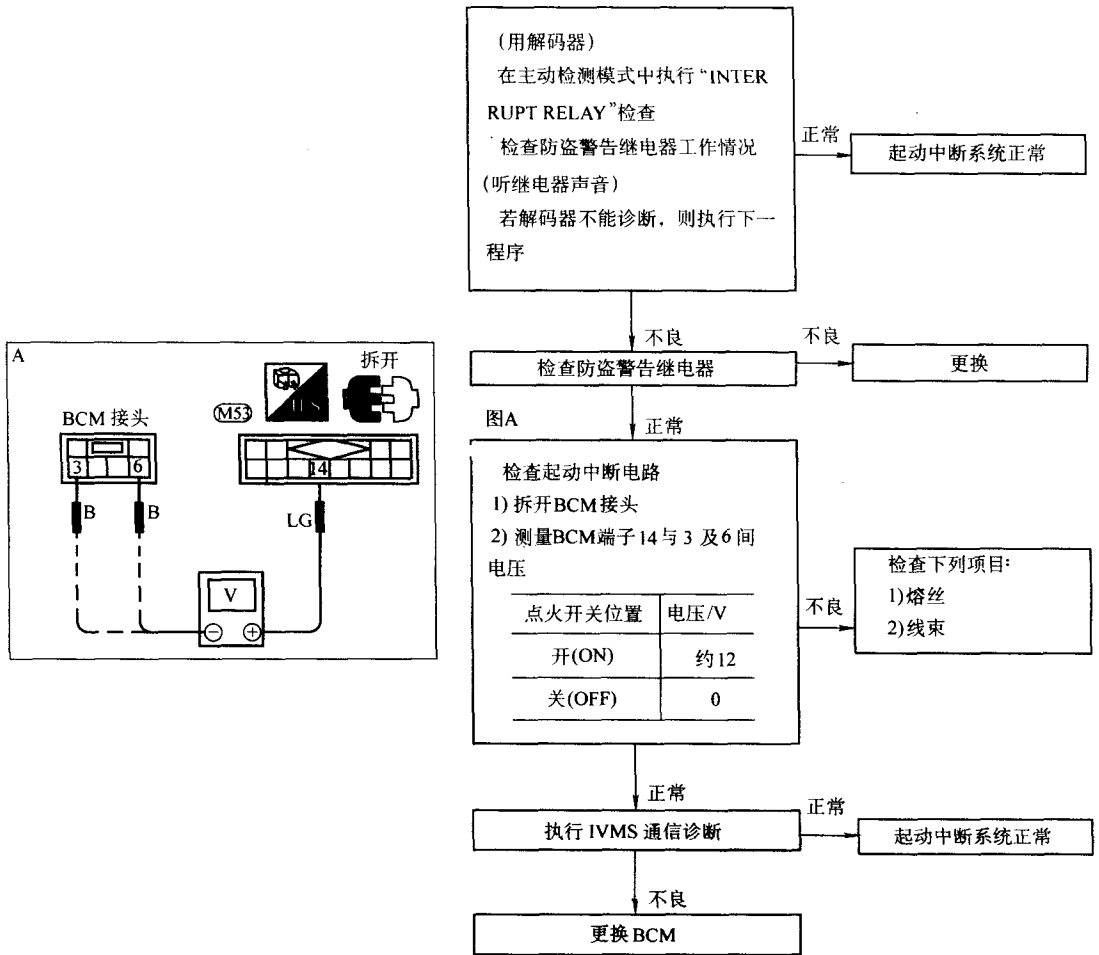 (用解码器)
在主动检测模式中执行“INTER
RUPT RELAY”检查
检查防盗警告继电器工作情况
(听继电器声音)
若解码器不能诊断，则执行下一
程序
正常
起动中断系统正常
不良
检查防盗警告继电器
不良
更换
正常
图A
检查起动中断电路
1) 拆开BCM接头
2) 测量BCM端子14与3及6间
电压
点火开关位置 电压/V
开(ON) 约12
关(OFF) 0
不良
检查下列项目:
1)熔丝
2)线束
正常
执行 IVMS 通信诊断
正常
起动中断系统正常
不良
更换 BCM
A
拆开
BCM 接头
M53
3
6
14
B
B
LG
V